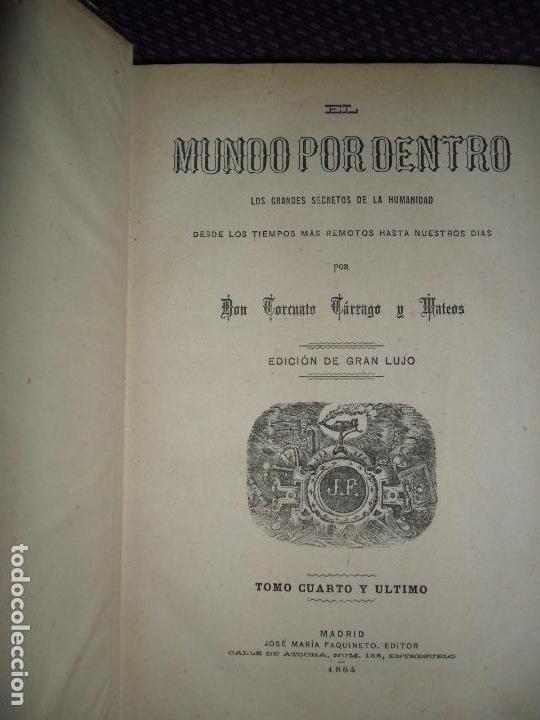 EL
MUNDO POR DENTRO
LOS GRANDES SECRETOS DE LA HUMANIDAD
DESDE LOS TIEMPOS MÁS REMOTOS HASTA NUESTROS DIAS
POR
Don Torcuato Tárrago y Mateos
EDICIÓN DE GRAN LUJO
J.F.
TOMO CUARTO Y ULTIMO
MADRID
JOSÉ MARÍA FAQUINETO, EDITOR
CALLE DE ATOCHA, NUM. 125, ENTRESUELO
1884
todocoleccion